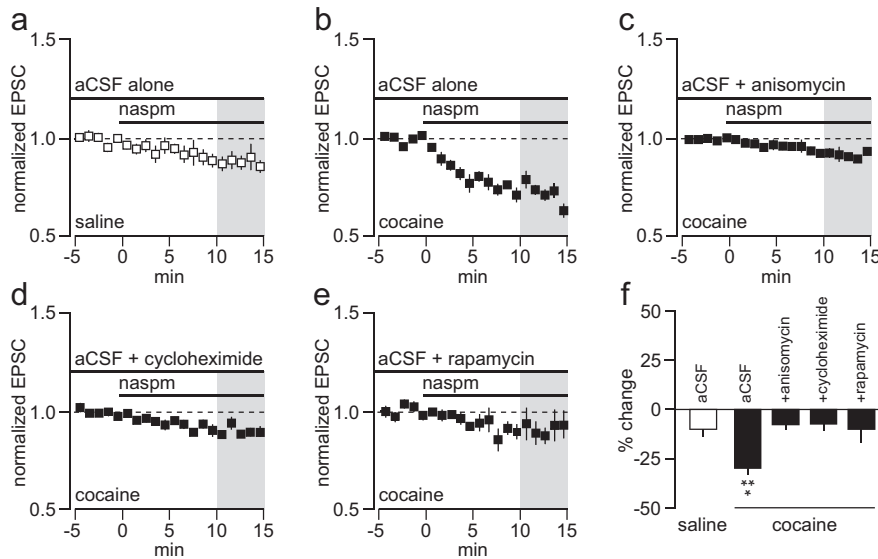 a
1.5
aCSF alone
naspm
1.0
saline
0.5
-5 0 5 10 15
min
normalized EPSC
b
1.5
aCSF alone
naspm
1.0
cocaine
0.5
-5 0 5 10 15
min
normalized EPSC
c
1.5
aCSF + anisomycin
naspm
1.0
cocaine
0.5
-5 0 5 10 15
min
normalized EPSC
d
1.5
aCSF + cycloheximide
naspm
1.0
cocaine
0.5
-5 0 5 10 15
min
normalized EPSC
e
1.5
aCSF + rapamycin
naspm
1.0
cocaine
0.5
-5 0 5 10 15
min
normalized EPSC
f
50
25
0
-25
-50
% change
aCSF
aCSF
+anisomycin
+cycloheximide
+rapamycin
**
*
saline cocaine